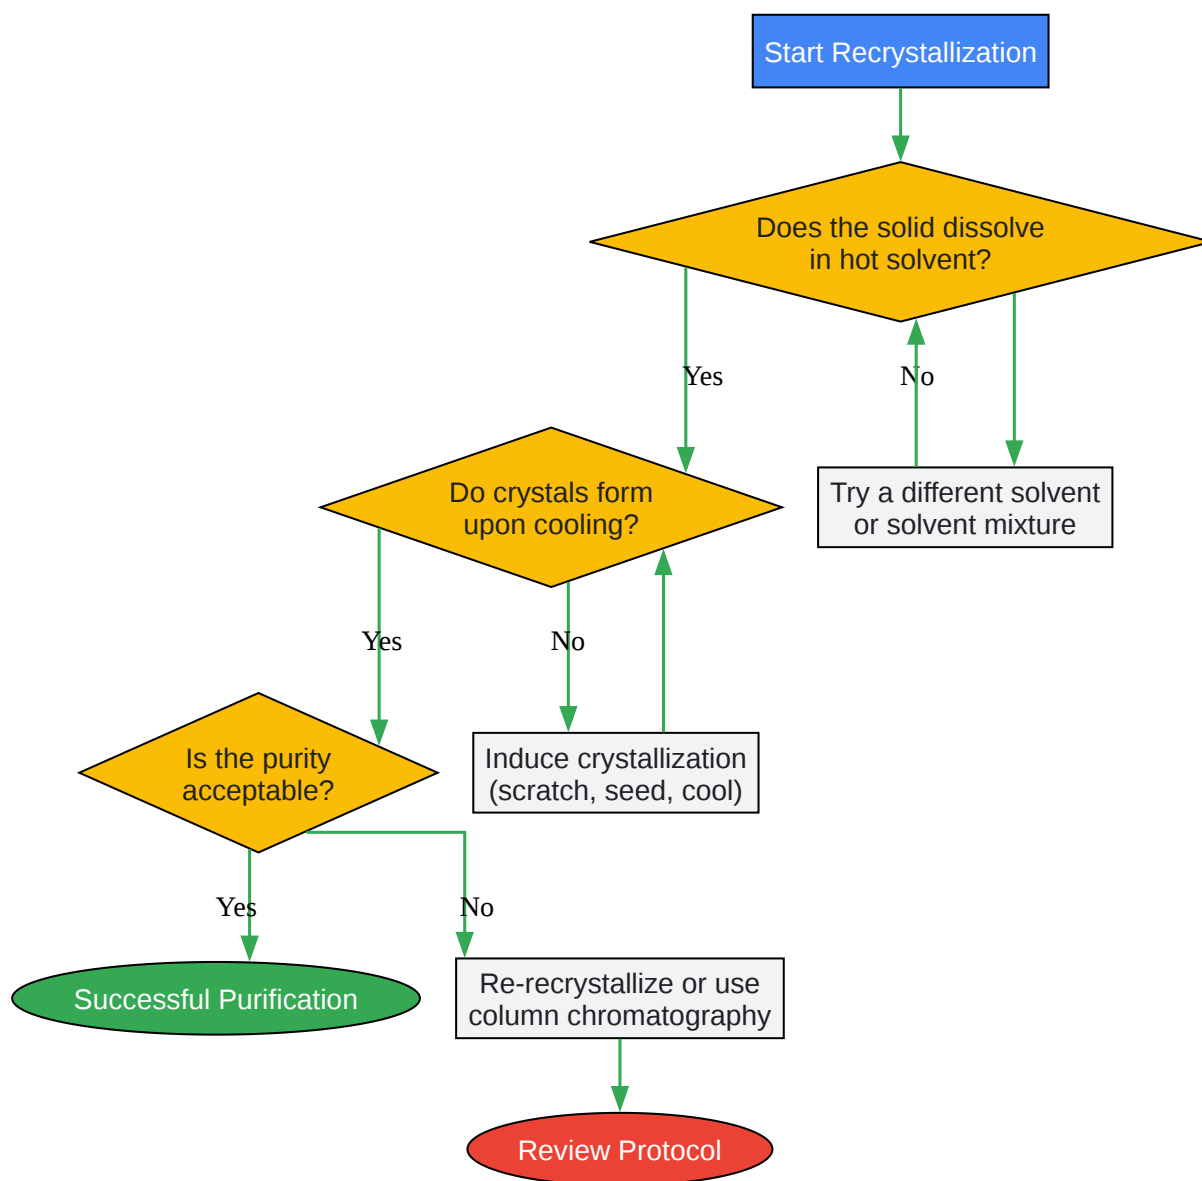 Start Recrystallization
Does the solid dissolve
in hot solvent?
Yes
No
Do crystals form
upon cooling?
Try a different solvent
or solvent mixture
Yes
No
Is the purity
acceptable?
Induce crystallization
(scratch, seed, cool)
Yes
No
Successful Purification
Re-recrystallize or use
column chromatography
Review Protocol